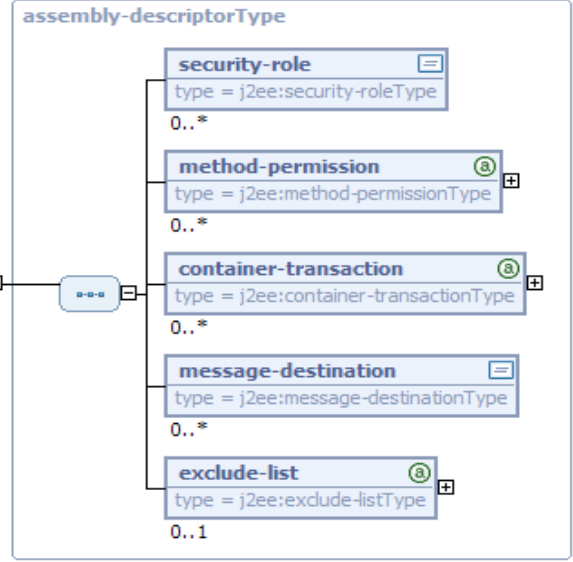 assembly-descriptorType
security-role
type = j2ee:security-roleType
0..*
method-permission
type = j2ee:method-permissionType
0..*
container-transaction
type = j2ee:container-transactionType
0..*
message-destination
type = j2ee:message-destinationType
0..*
exclude-list
type = j2ee:exclude-listType
0..1